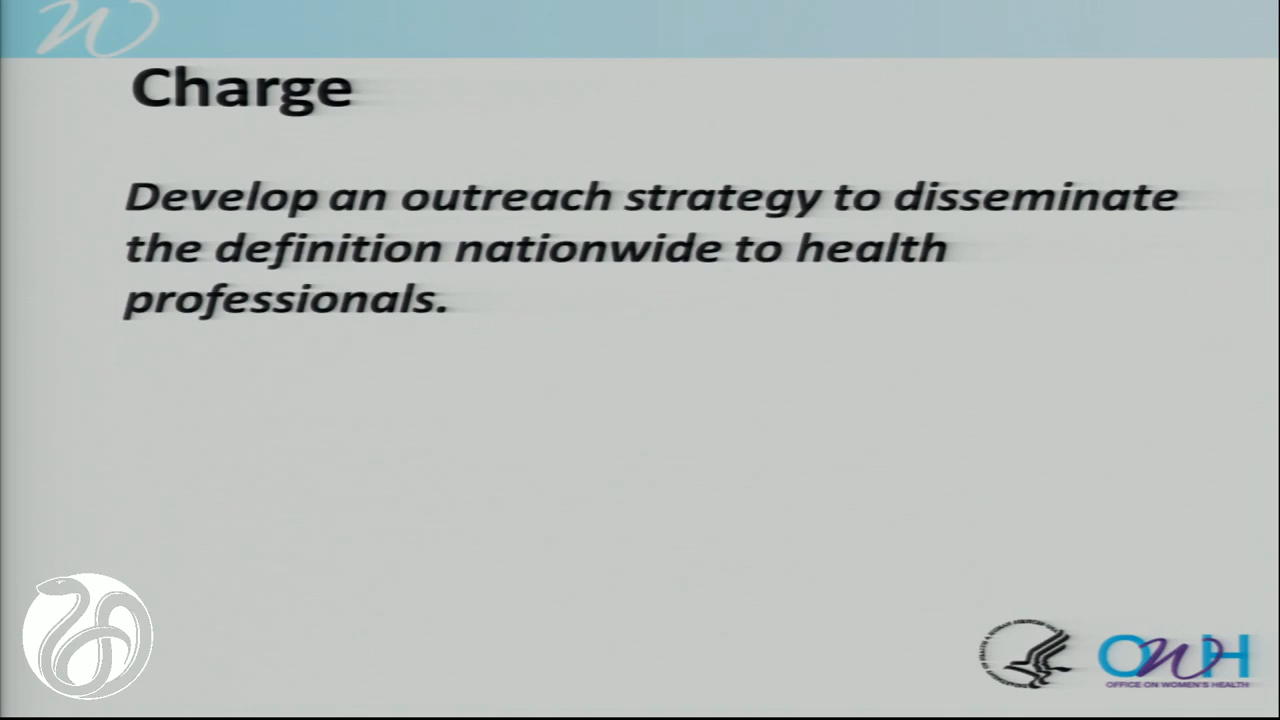 Charge
Develop an outreach strategy to disseminate
the definition nationwide to health
professionals.
OWH
OFFICE ON WOMEN'S HEALTH